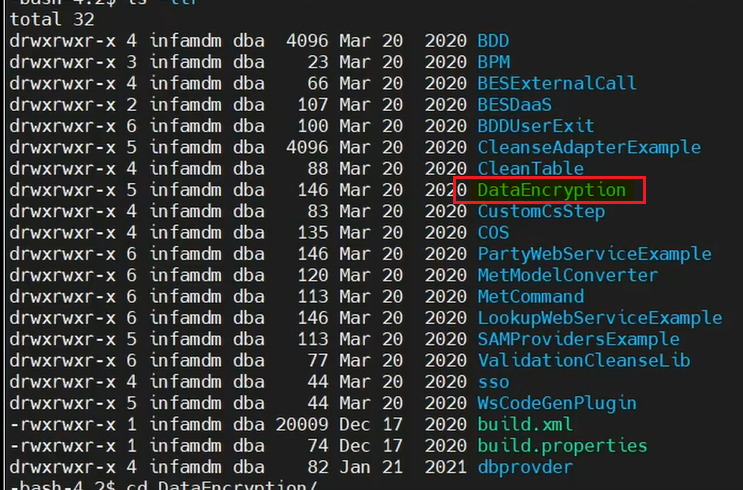 -bash-4.2$ ls -ltr
total 32
drwxrwxr-x 4 infamdm dba 4096 Mar 20 2020 BDD
drwxrwxr-x 3 infamdm dba 23 Mar 20 2020 BPM
drwxrwxr-x 4 infamdm dba 66 Mar 20 2020 BESExternalCall
drwxrwxr-x 2 infamdm dba 107 Mar 20 2020 BESDaaS
drwxrwxr-x 6 infamdm dba 100 Mar 20 2020 BDDUserExit
drwxrwxr-x 5 infamdm dba 4096 Mar 20 2020 CleanseAdapterExample
drwxrwxr-x 4 infamdm dba 88 Mar 20 2020 CleanTable
drwxrwxr-x 5 infamdm dba 146 Mar 20 2020 DataEncryption
drwxrwxr-x 4 infamdm dba 83 Mar 20 2020 CustomCsStep
drwxrwxr-x 4 infamdm dba 135 Mar 20 2020 COS
drwxrwxr-x 6 infamdm dba 146 Mar 20 2020 PartyWebServiceExample
drwxrwxr-x 6 infamdm dba 120 Mar 20 2020 MetModelConverter
drwxrwxr-x 6 infamdm dba 113 Mar 20 2020 MetCommand
drwxrwxr-x 6 infamdm dba 146 Mar 20 2020 LookupWebServiceExample
drwxrwxr-x 5 infamdm dba 113 Mar 20 2020 SAMProvidersExample
drwxrwxr-x 6 infamdm dba 77 Mar 20 2020 ValidationCleanseLib
drwxrwxr-x 4 infamdm dba 44 Mar 20 2020 sso
drwxrwxr-x 5 infamdm dba 44 Mar 20 2020 WsCodeGenPlugin
-rwxrwxr-x 1 infamdm dba 20009 Dec 17 2020 build.xml
-rwxrwxr-x 1 infamdm dba 74 Dec 17 2020 build.properties
drwxrwxr-x 4 infamdm dba 82 Jan 21 2021 dbprovder
-bash-4.2$ cd DataEncryption/